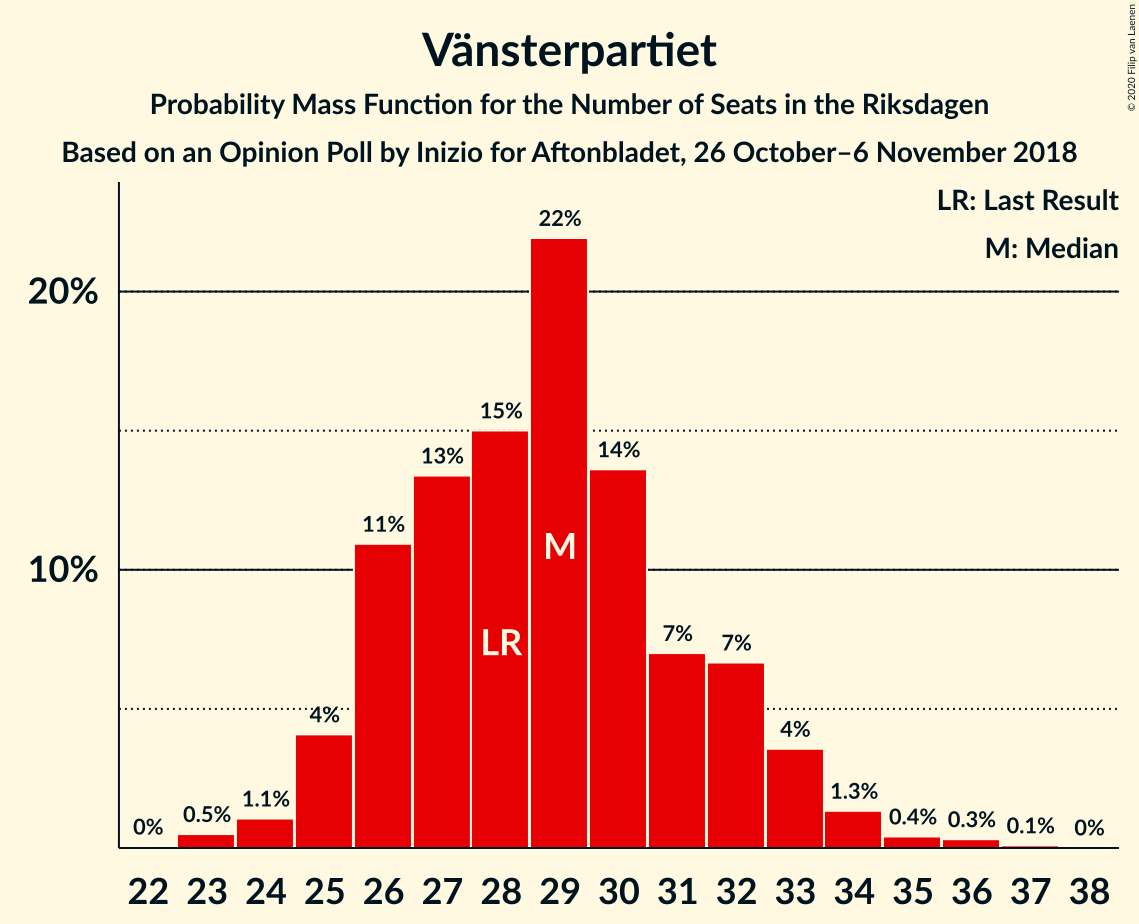 Vänsterpartiet
Probability Mass Function for the Number of Seats in the Riksdagen
Based on an Opinion Poll by Inizio for Aftonbladet, 26 October–6 November 2018
© 2020 Filip van Laenen
LR: Last Result
M: Median
20%
10%
0%
0.5%
1.1%
4%
11%
13%
15%
22%
14%
7%
7%
4%
1.3%
0.4%
0.3%
0.1%
0%
LR
M
22 23 24 25 26 27 28 29 30 31 32 33 34 35 36 37 38